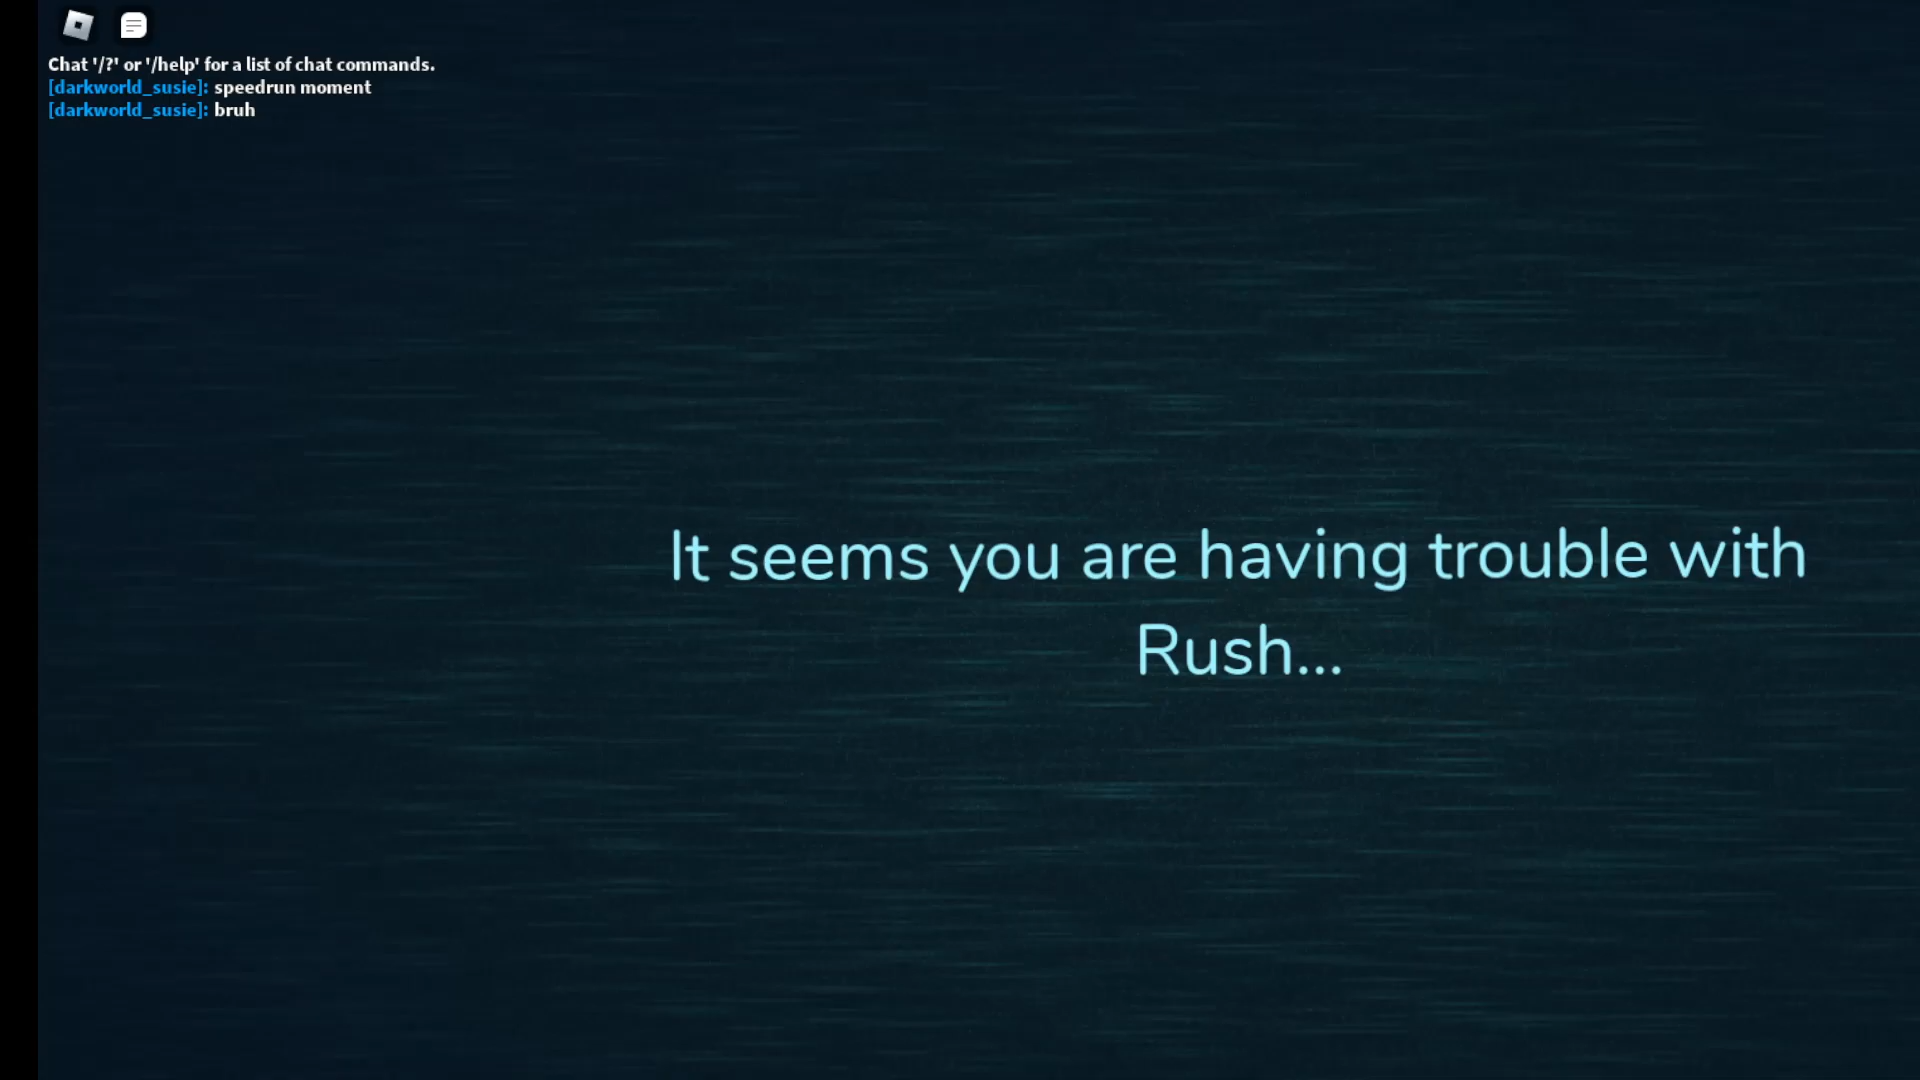 Chat '/?' or '/help' for a list of chat commands.
[darkworld_susie]: speedrun moment
[darkworld_susie]: bruh
It seems you are having trouble with
Rush...